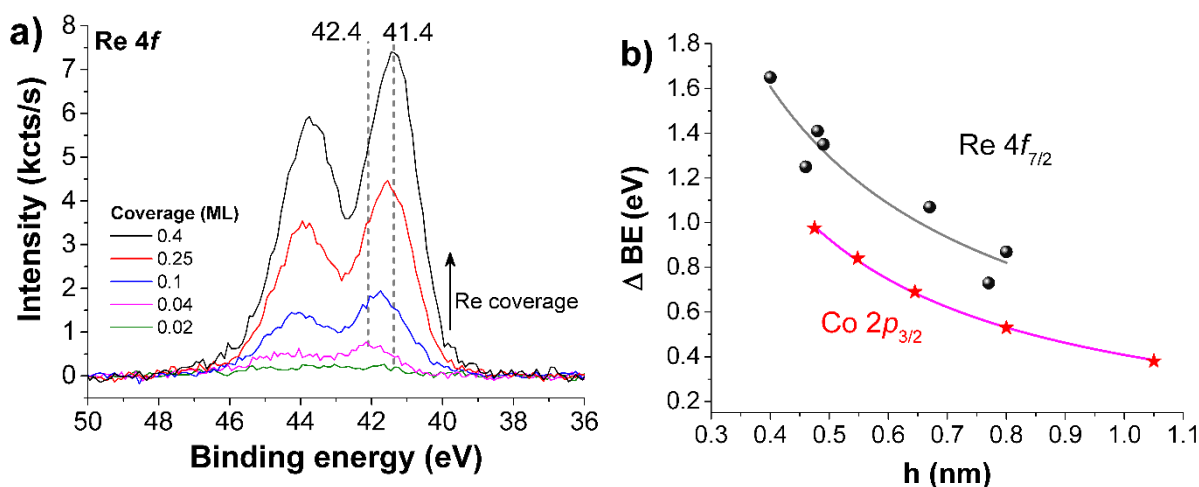 a)
Re 4f
42.4
41.4
Intensity (kcts/s)
8
7
6
5
4
3
2
1
0
Coverage (ML)
0.4
0.25
0.1
0.04
0.02
Re coverage
50 48 46 44 42 40 38 36
Binding energy (eV)
b)
Δ BE (eV)
1.8
1.6
1.4
1.2
1.0
0.8
0.6
0.4
0.2
Re 4f7/2
Co 2p3/2
0.3 0.4 0.5 0.6 0.7 0.8 0.9 1.0 1.1
h (nm)